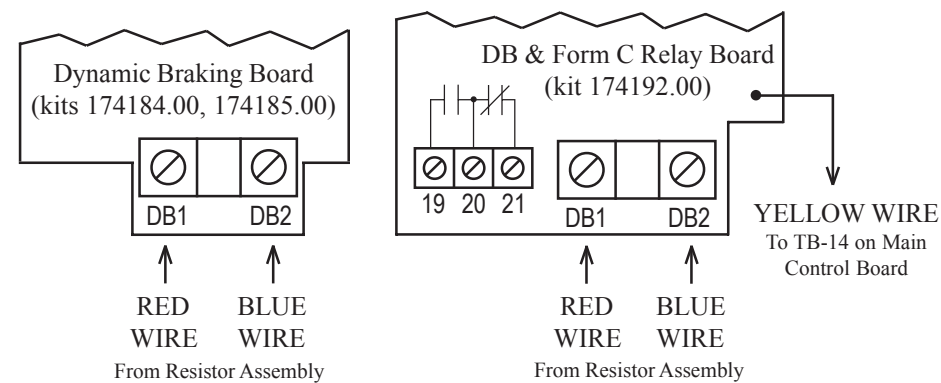 Dynamic Braking Board
(kits 174184.00, 174185.00)
DB1 DB2
RED WIRE
BLUE WIRE
From Resistor Assembly
DB & Form C Relay Board
(kit 174192.00)
19 20 21
DB1 DB2
RED WIRE
BLUE WIRE
From Resistor Assembly
YELLOW WIRE
To TB-14 on Main
Control Board